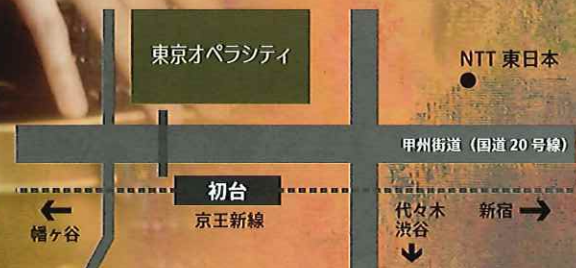 東京オペラシティ
NTT 東日本
甲州街道（国道 20 号線）
初台
京王新線
幡ヶ谷
代々木
渋谷
新宿